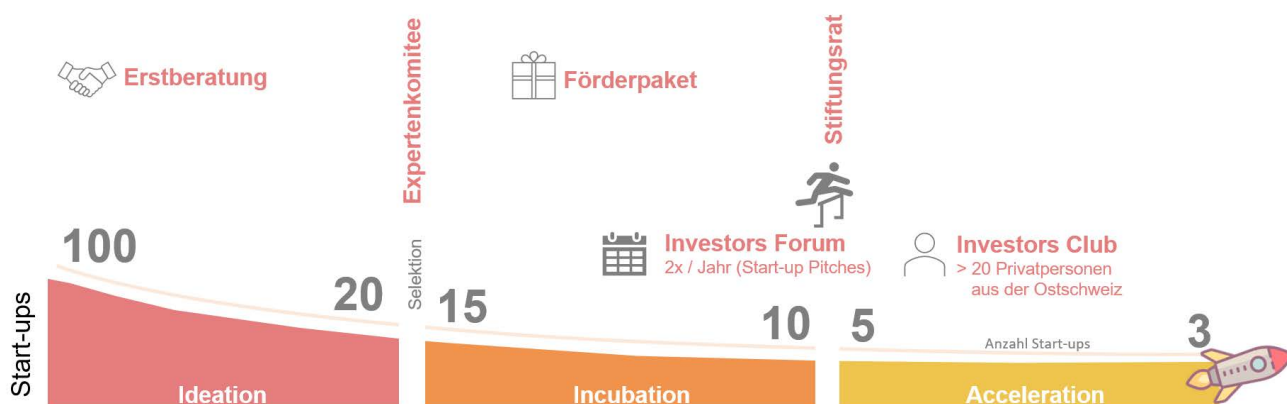 Erstberatung
Expertenkomitee
Förderpaket
Stiftungsrat
100
20
Selektion
15
Investors Forum
2x / Jahr (Start-up Pitches)
10
Investors Club
> 20 Privatpersonen
aus der Ostschweiz
5
Anzahl Start-ups
3
Start-ups
Ideation
Incubation
Acceleration